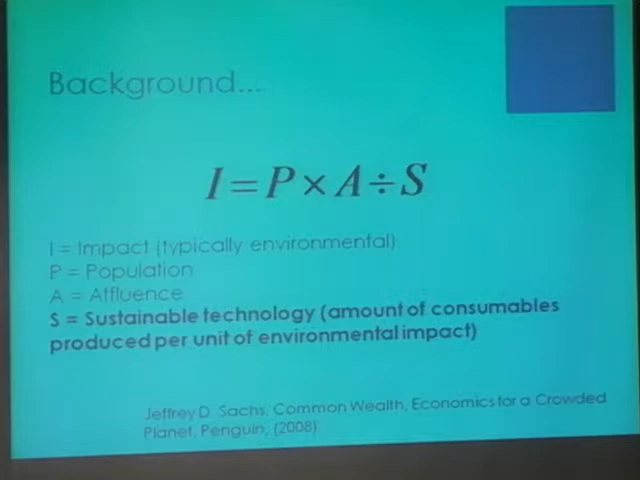 Background...
I = P × A ÷ S
I = Impact (typically environmental)
P = Population
A = Affluence
S = Sustainable technology (amount of consumables
produced per unit of environmental impact)
Jeffrey D. Sachs, Common Wealth, Economics for a Crowded
Planet, Penguin, (2008)